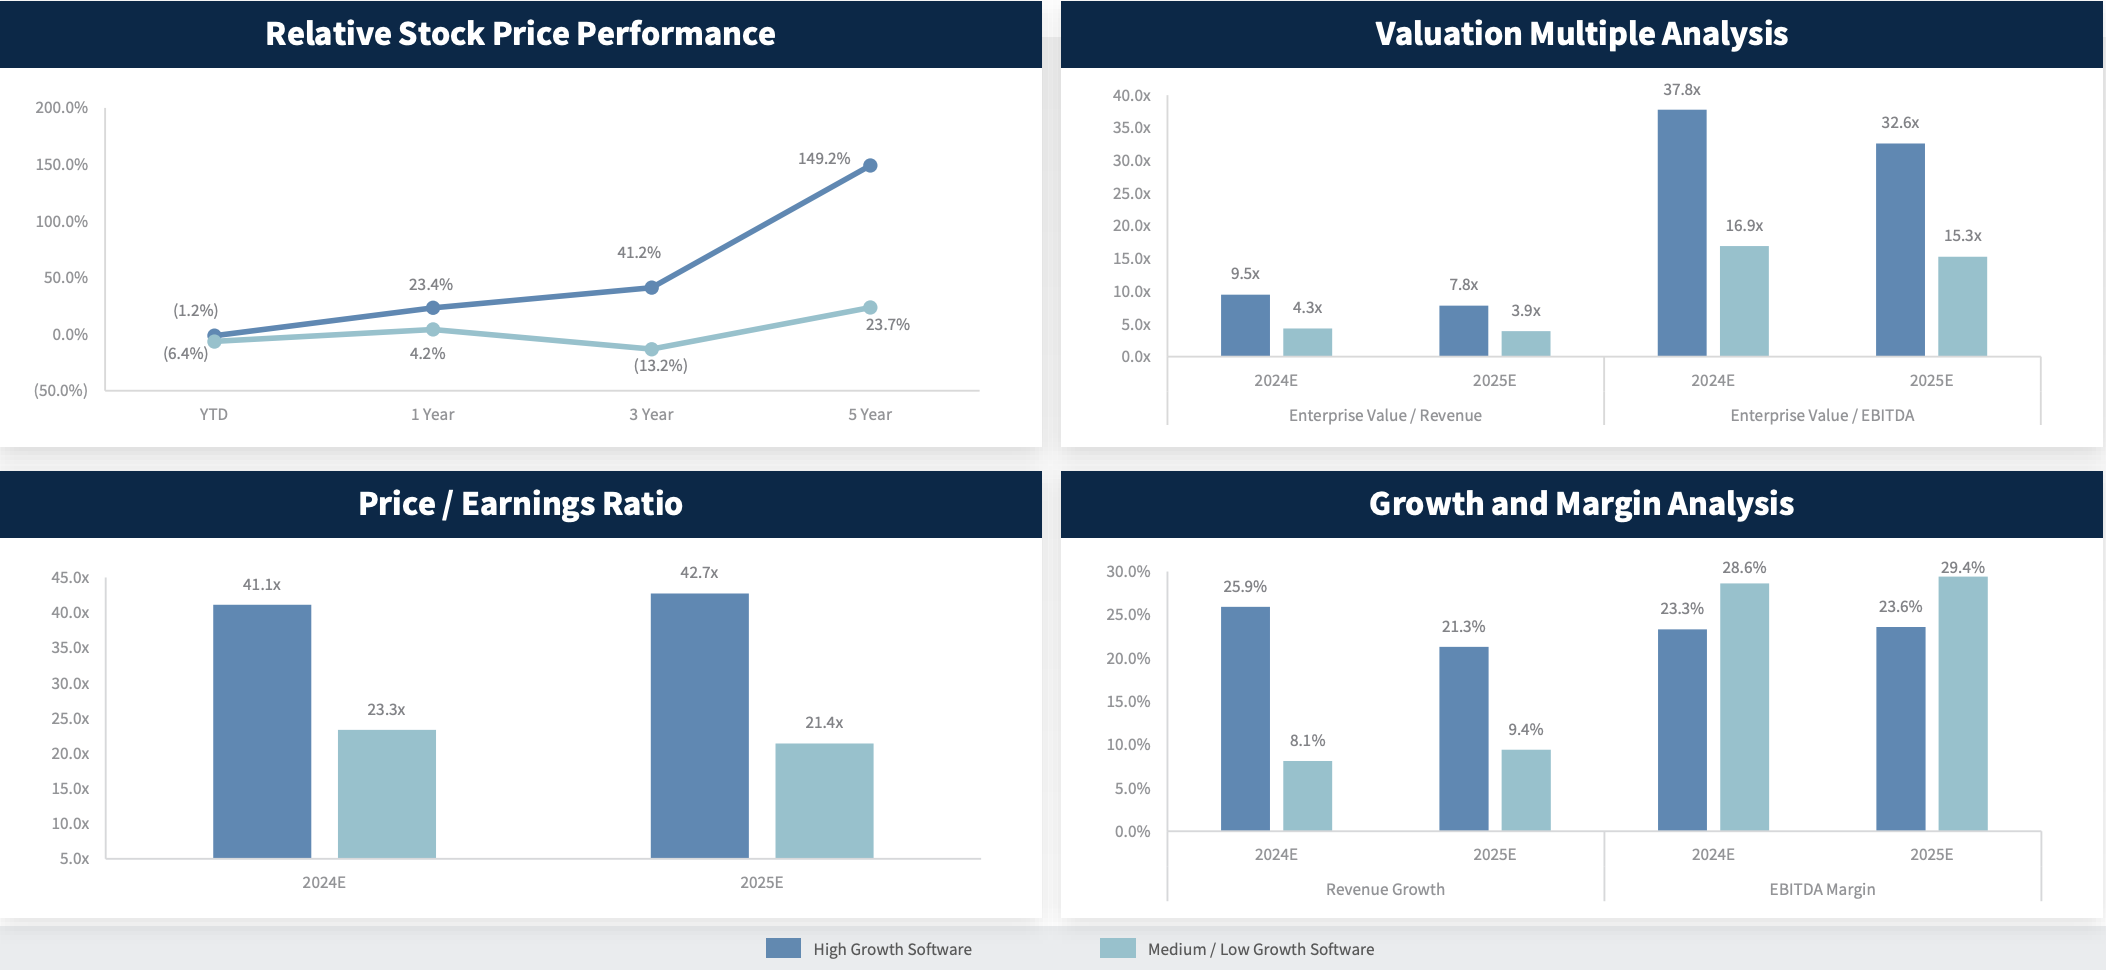 Relative Stock Price Performance
200.0%
150.0%
100.0%
50.0%
0.0%
(50.0%)
(1.2%)
23.4%
41.2%
149.2%
(6.4%)
4.2%
(13.2%)
23.7%
YTD 1 Year 3 Year 5 Year
Valuation Multiple Analysis
40.0x
35.0x
30.0x
25.0x
20.0x
15.0x
10.0x
5.0x
0.0x
9.5x 4.3x 7.8x 3.9x 37.8x 16.9x 32.6x 15.3x
2024E 2025E 2024E 2025E
Enterprise Value / Revenue Enterprise Value / EBITDA
Price / Earnings Ratio
45.0x
40.0x
35.0x
30.0x
25.0x
20.0x
15.0x
10.0x
5.0x
41.1x 23.3x 42.7x 21.4x
2024E 2025E
Growth and Margin Analysis
30.0%
25.0%
20.0%
15.0%
10.0%
5.0%
0.0%
25.9% 8.1% 21.3% 9.4% 23.3% 28.6% 23.6% 29.4%
2024E 2025E 2024E 2025E
Revenue Growth EBITDA Margin
High Growth Software Medium / Low Growth Software